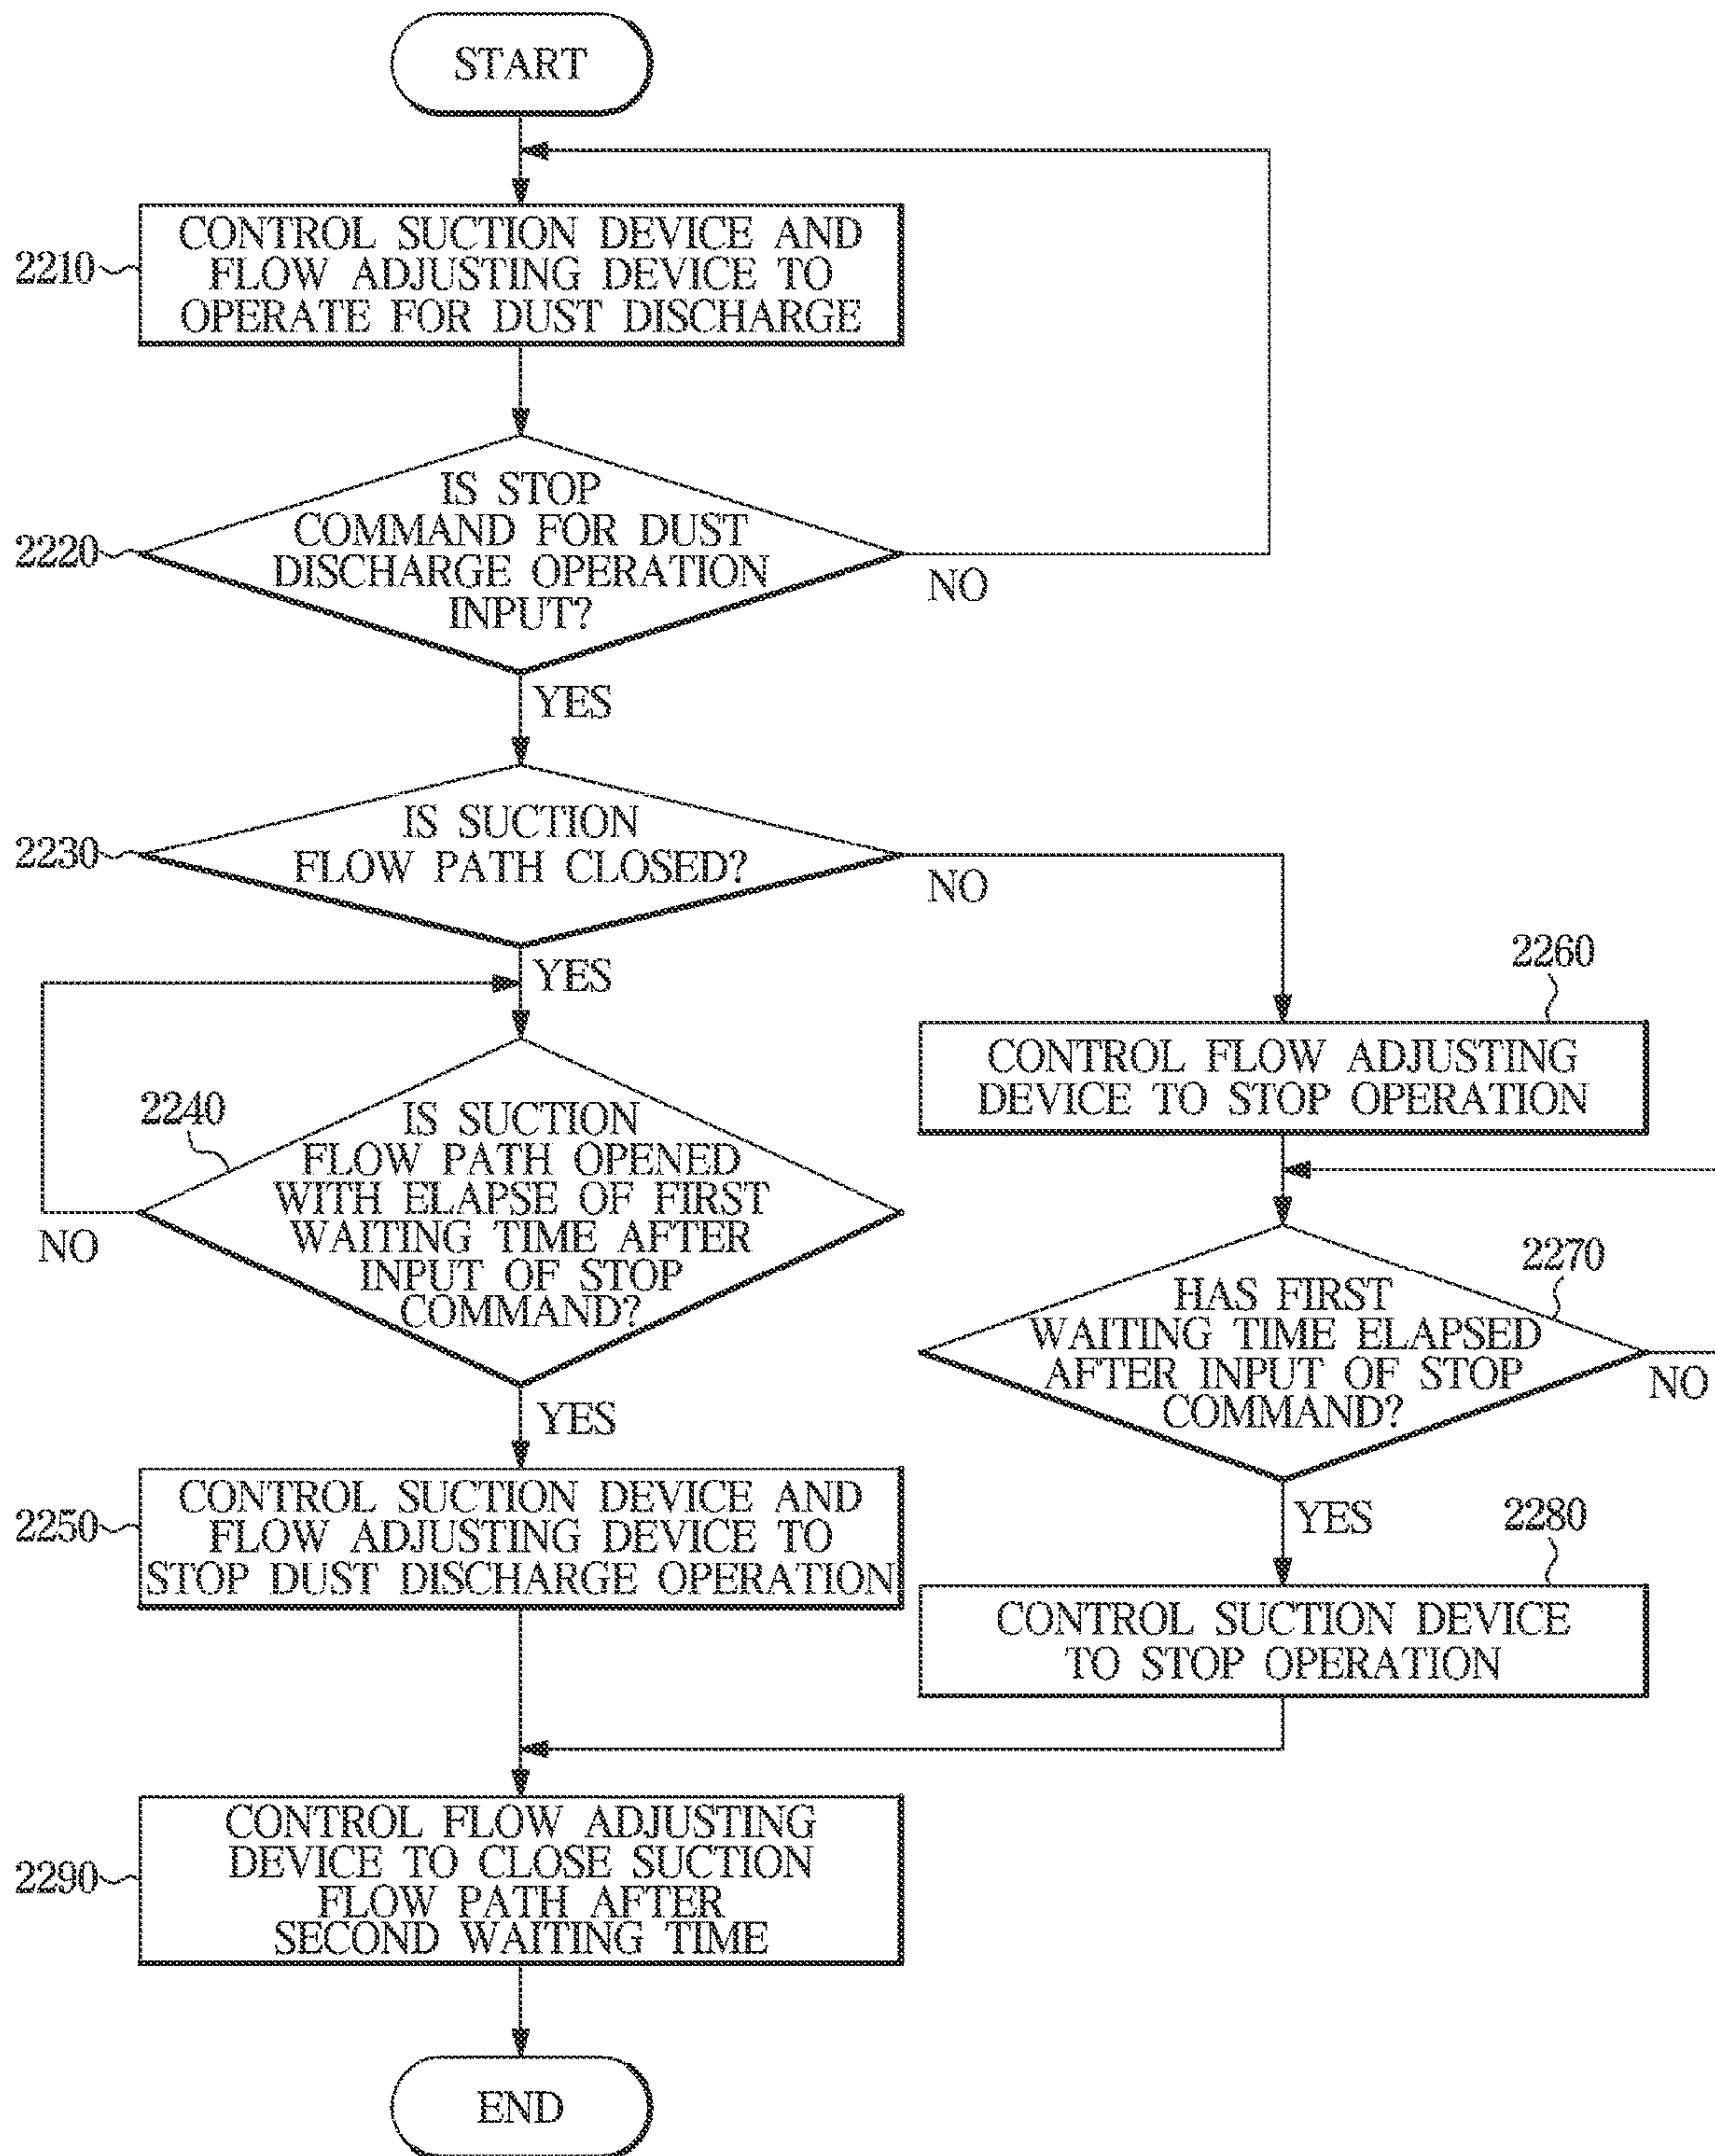 START
2210
CONTROL SUCTION DEVICE AND
FLOW ADJUSTING DEVICE TO
OPERATE FOR DUST DISCHARGE
2220
IS STOP
COMMAND FOR DUST
DISCHARGE OPERATION
INPUT?
NO
YES
2230
IS SUCTION
FLOW PATH CLOSED?
NO
YES
2240
IS SUCTION
FLOW PATH OPENED
WITH ELAPSE OF FIRST
WAITING TIME AFTER
INPUT OF STOP
COMMAND?
NO
YES
2250
CONTROL SUCTION DEVICE AND
FLOW ADJUSTING DEVICE TO
STOP DUST DISCHARGE OPERATION
2260
CONTROL FLOW ADJUSTING
DEVICE TO STOP OPERATION
2270
HAS FIRST
WAITING TIME ELAPSED
AFTER INPUT OF STOP
COMMAND?
NO
YES
2280
CONTROL SUCTION DEVICE
TO STOP OPERATION
2290
CONTROL FLOW ADJUSTING
DEVICE TO CLOSE SUCTION
FLOW PATH AFTER
SECOND WAITING TIME
END